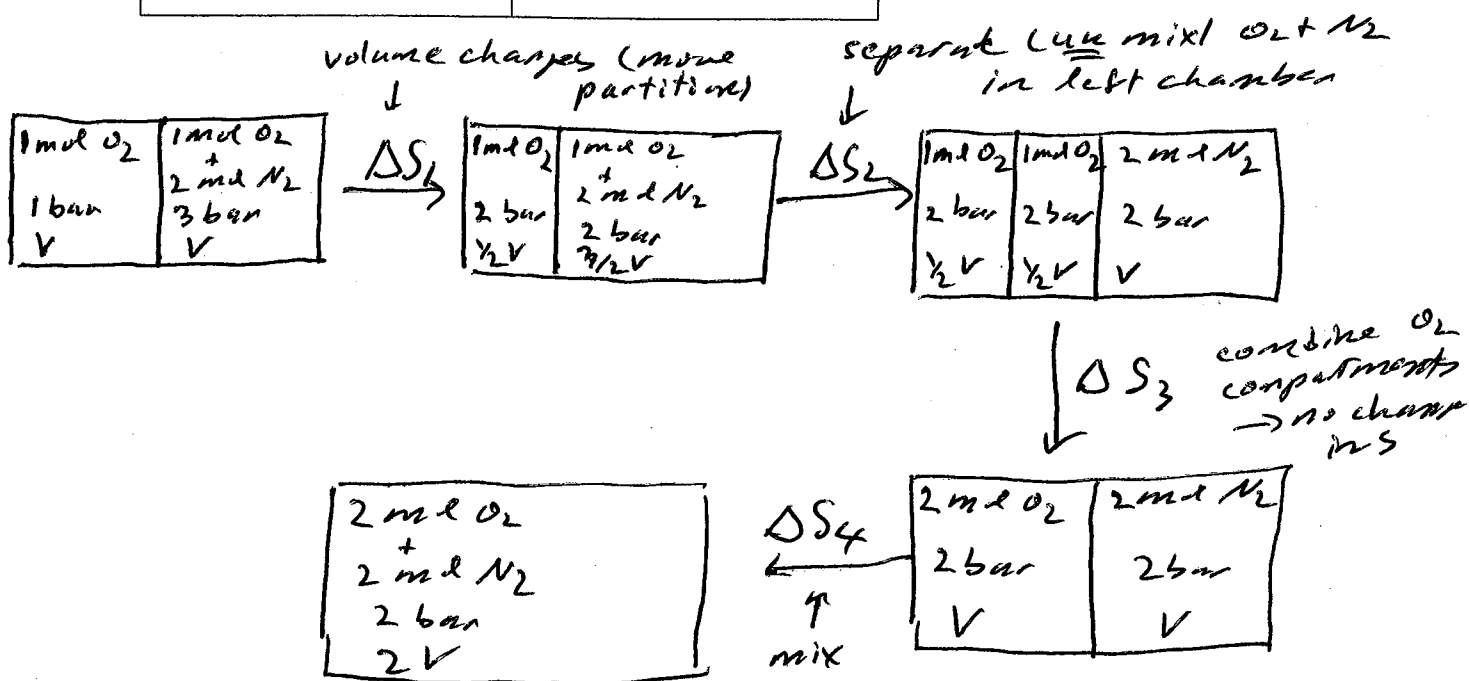 volume changes (move
partition)
↓
separate (un mix) O₂ + N₂
in left chamber
↓
1 mol O₂
1 bar
V
1 mol O₂
+
2 mol N₂
3 bar
V
ΔS₁
1 mol O₂
2 bar
½ V
1 mol O₂
+
2 mol N₂
2 bar
3/2 V
ΔS₂
1 mol O₂
2 bar
½ V
1 mol O₂
2 bar
½ V
2 mol N₂
2 bar
V
ΔS₃
combine O₂
compartments
→ no change
in S
2 mol O₂
2 bar
V
2 mol N₂
2 bar
V
ΔS₄
↑
mix
2 mol O₂
+
2 mol N₂
2 bar
2 V